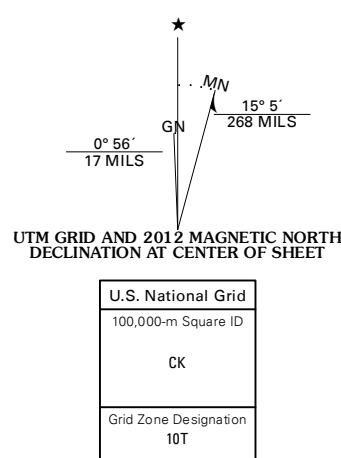 ★
MN
GN
15° 5´
268 MILS
0° 56´
17 MILS
UTM GRID AND 2012 MAGNETIC NORTH
DECLINATION AT CENTER OF SHEET
U.S. National Grid
100,000-m Square ID
CK
Grid Zone Designation
10T